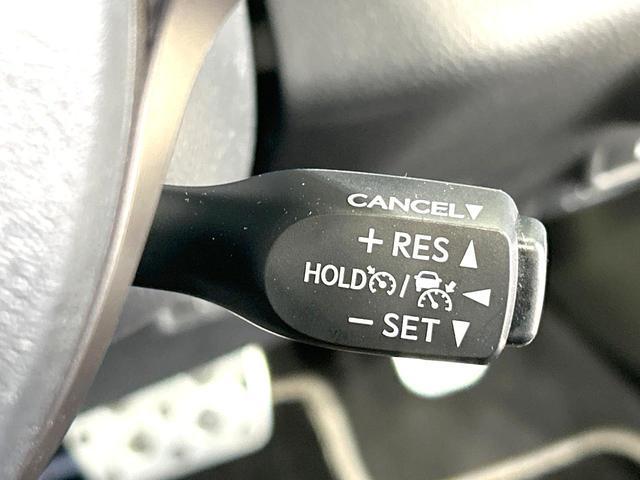 CANCEL▼
+ RES ▲
HOLD / ◀
− SET ▼